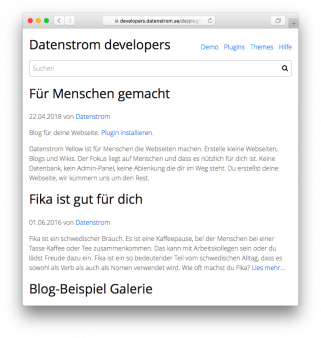 developers.datenstrom.se/de/plugi
Datenstrom developers
Demo Plugins Themes Hilfe
Suchen
Für Menschen gemacht
22.04.2018 von Datenstrom
Blog für deine Webseite. Plugin installieren.
Datenstrom Yellow ist für Menschen die Webseiten machen. Erstelle kleine Webseiten,
Blogs und Wikis. Der Fokus liegt auf Menschen und dass es nützlich für dich ist. Keine
Datenbank, kein Admin-Panel, keine Ablenkung die dir im Weg steht. Du erstellst deine
Webseite, wir kümmern uns um den Rest.
Fika ist gut für dich
01.06.2016 von Datenstrom
Fika ist ein schwedischer Brauch. Es ist eine Kaffeepause, bei der Menschen bei einer
Tasse Kaffee oder Tee zusammenkommen. Das kann mit Arbeitskollegen sein oder du
lädst Freude dazu ein. Fika ist ein so bedeutender Teil vom schwedischen Alltag, dass es
sowohl als Verb als auch als Nomen verwendet wird. Wie oft machst du Fika? Lies mehr...
Blog-Beispiel Galerie